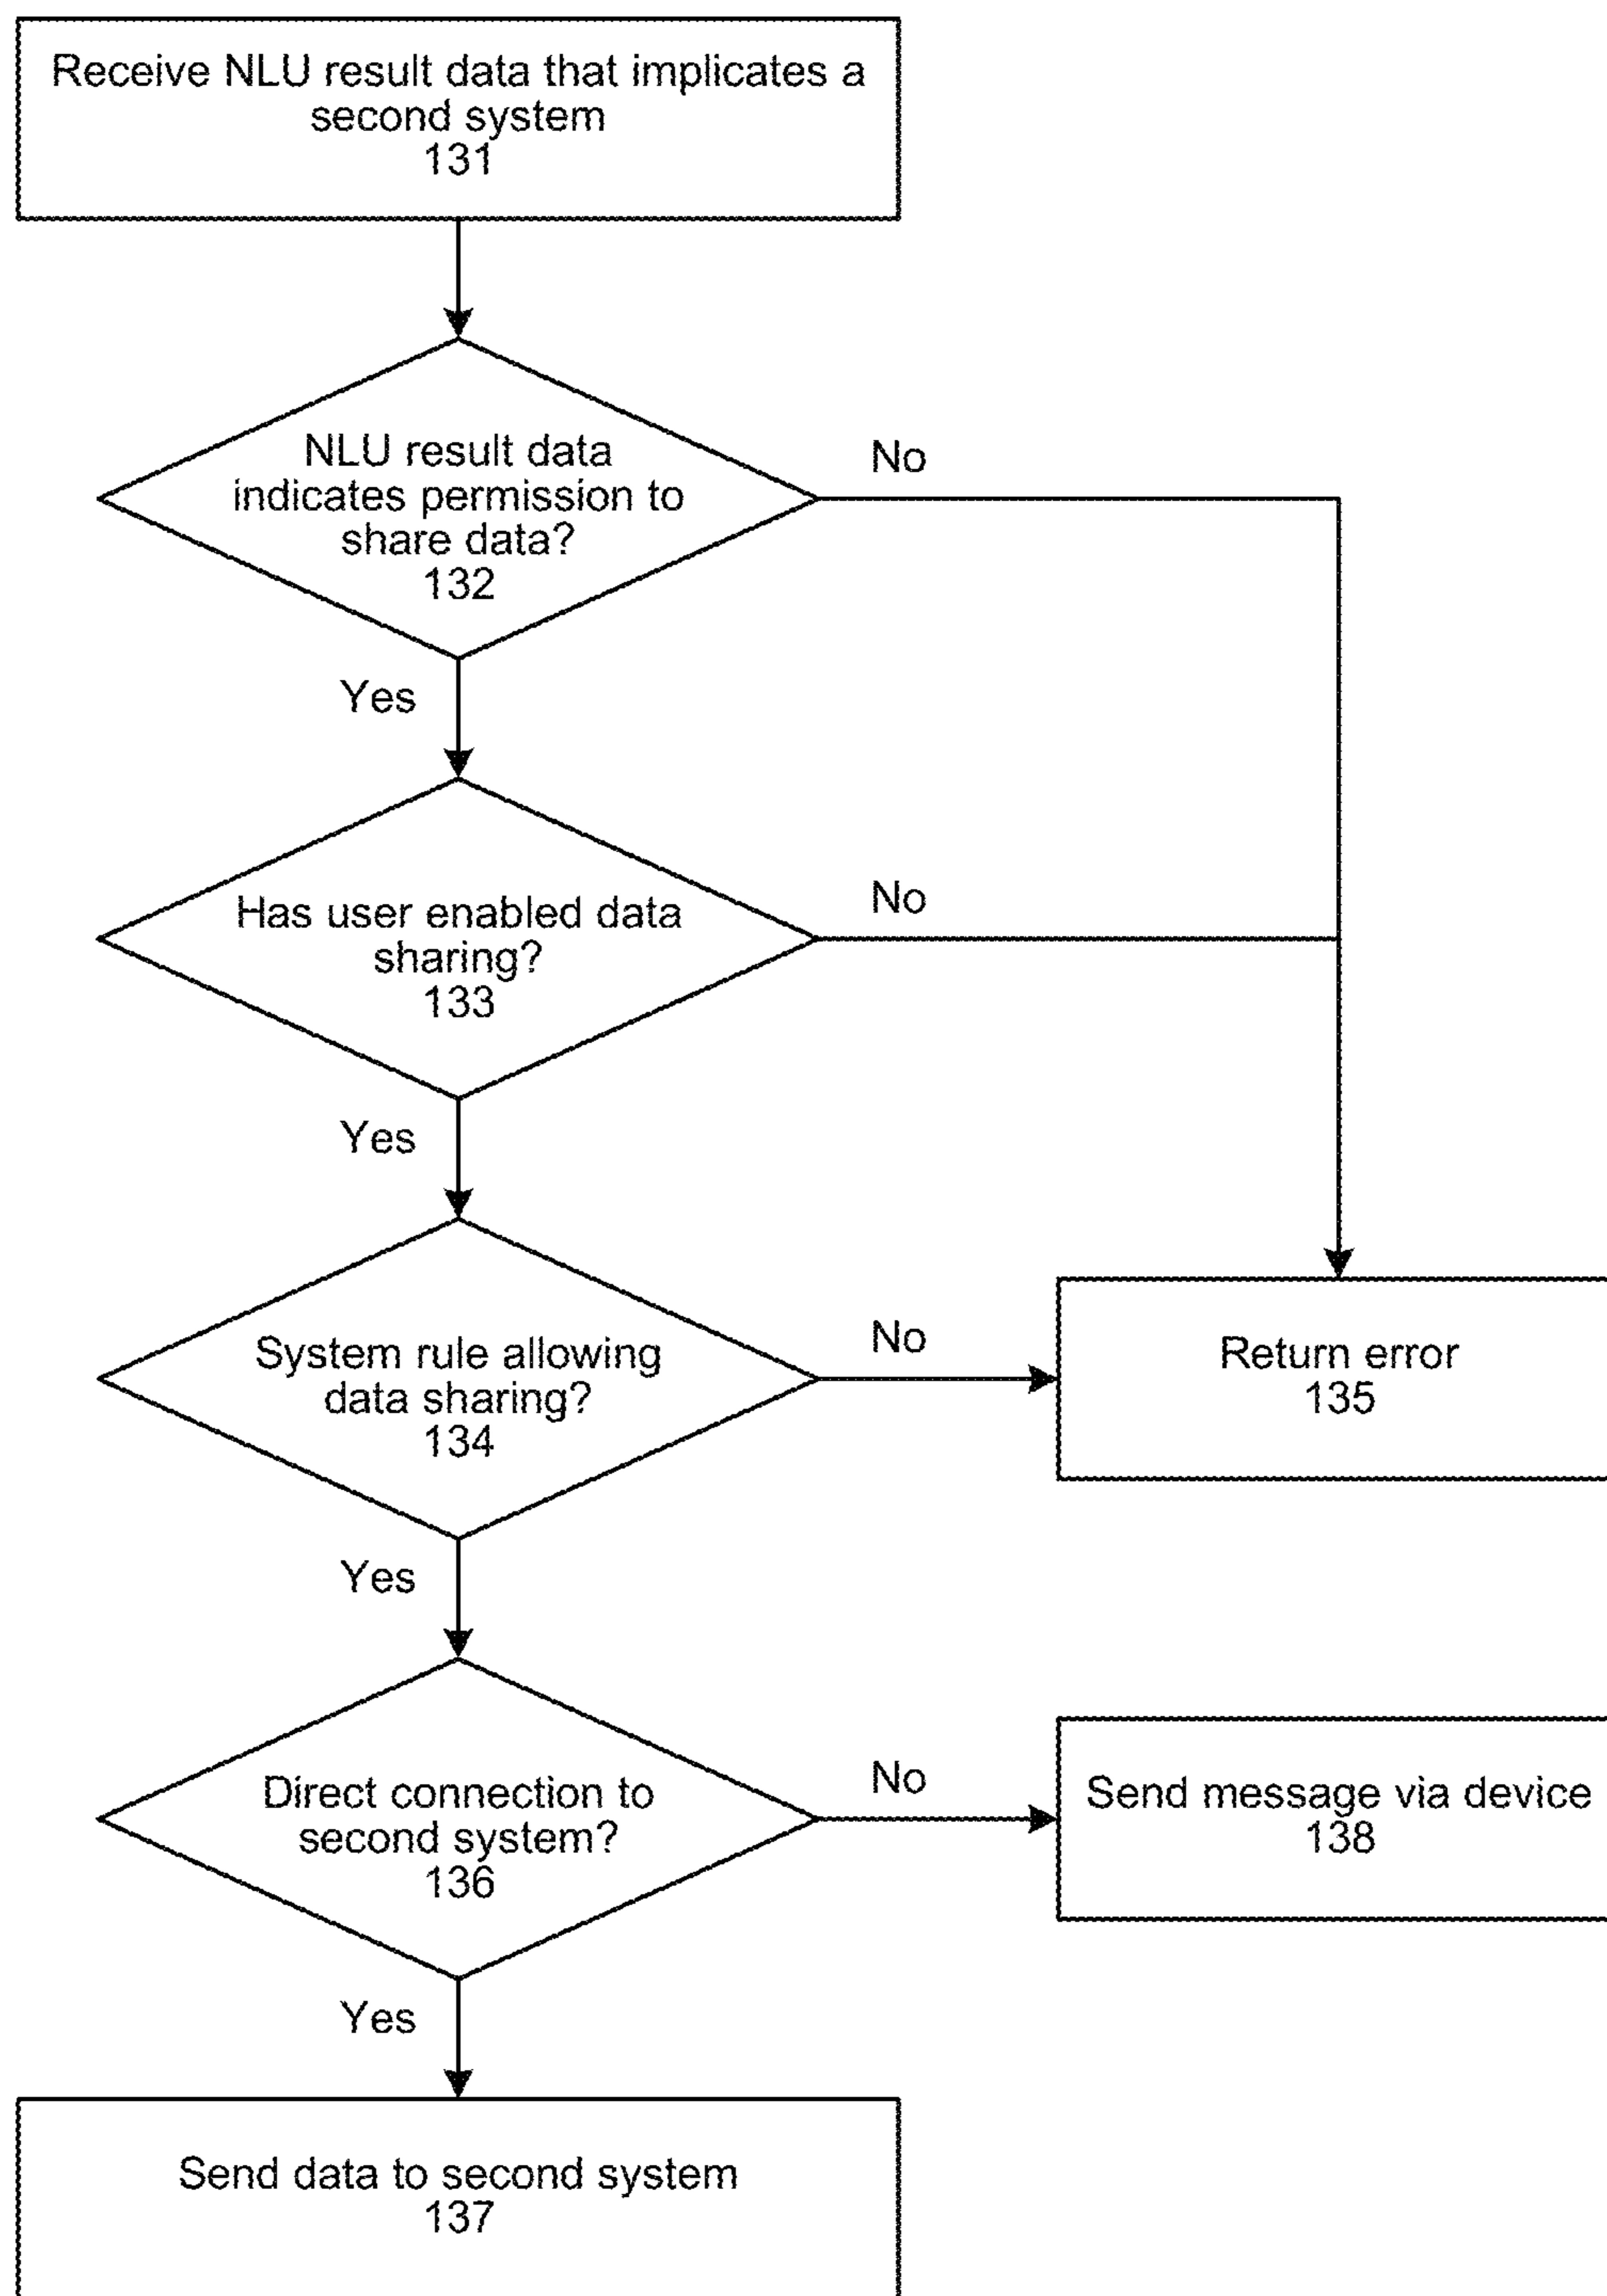 Receive NLU result data that implicates a
second system
131
NLU result data
indicates permission to
share data?
132
No
Yes
Has user enabled data
sharing?
133
No
Yes
System rule allowing
data sharing?
134
No
Return error
135
Yes
Direct connection to
second system?
136
No
Send message via device
138
Yes
Send data to second system
137